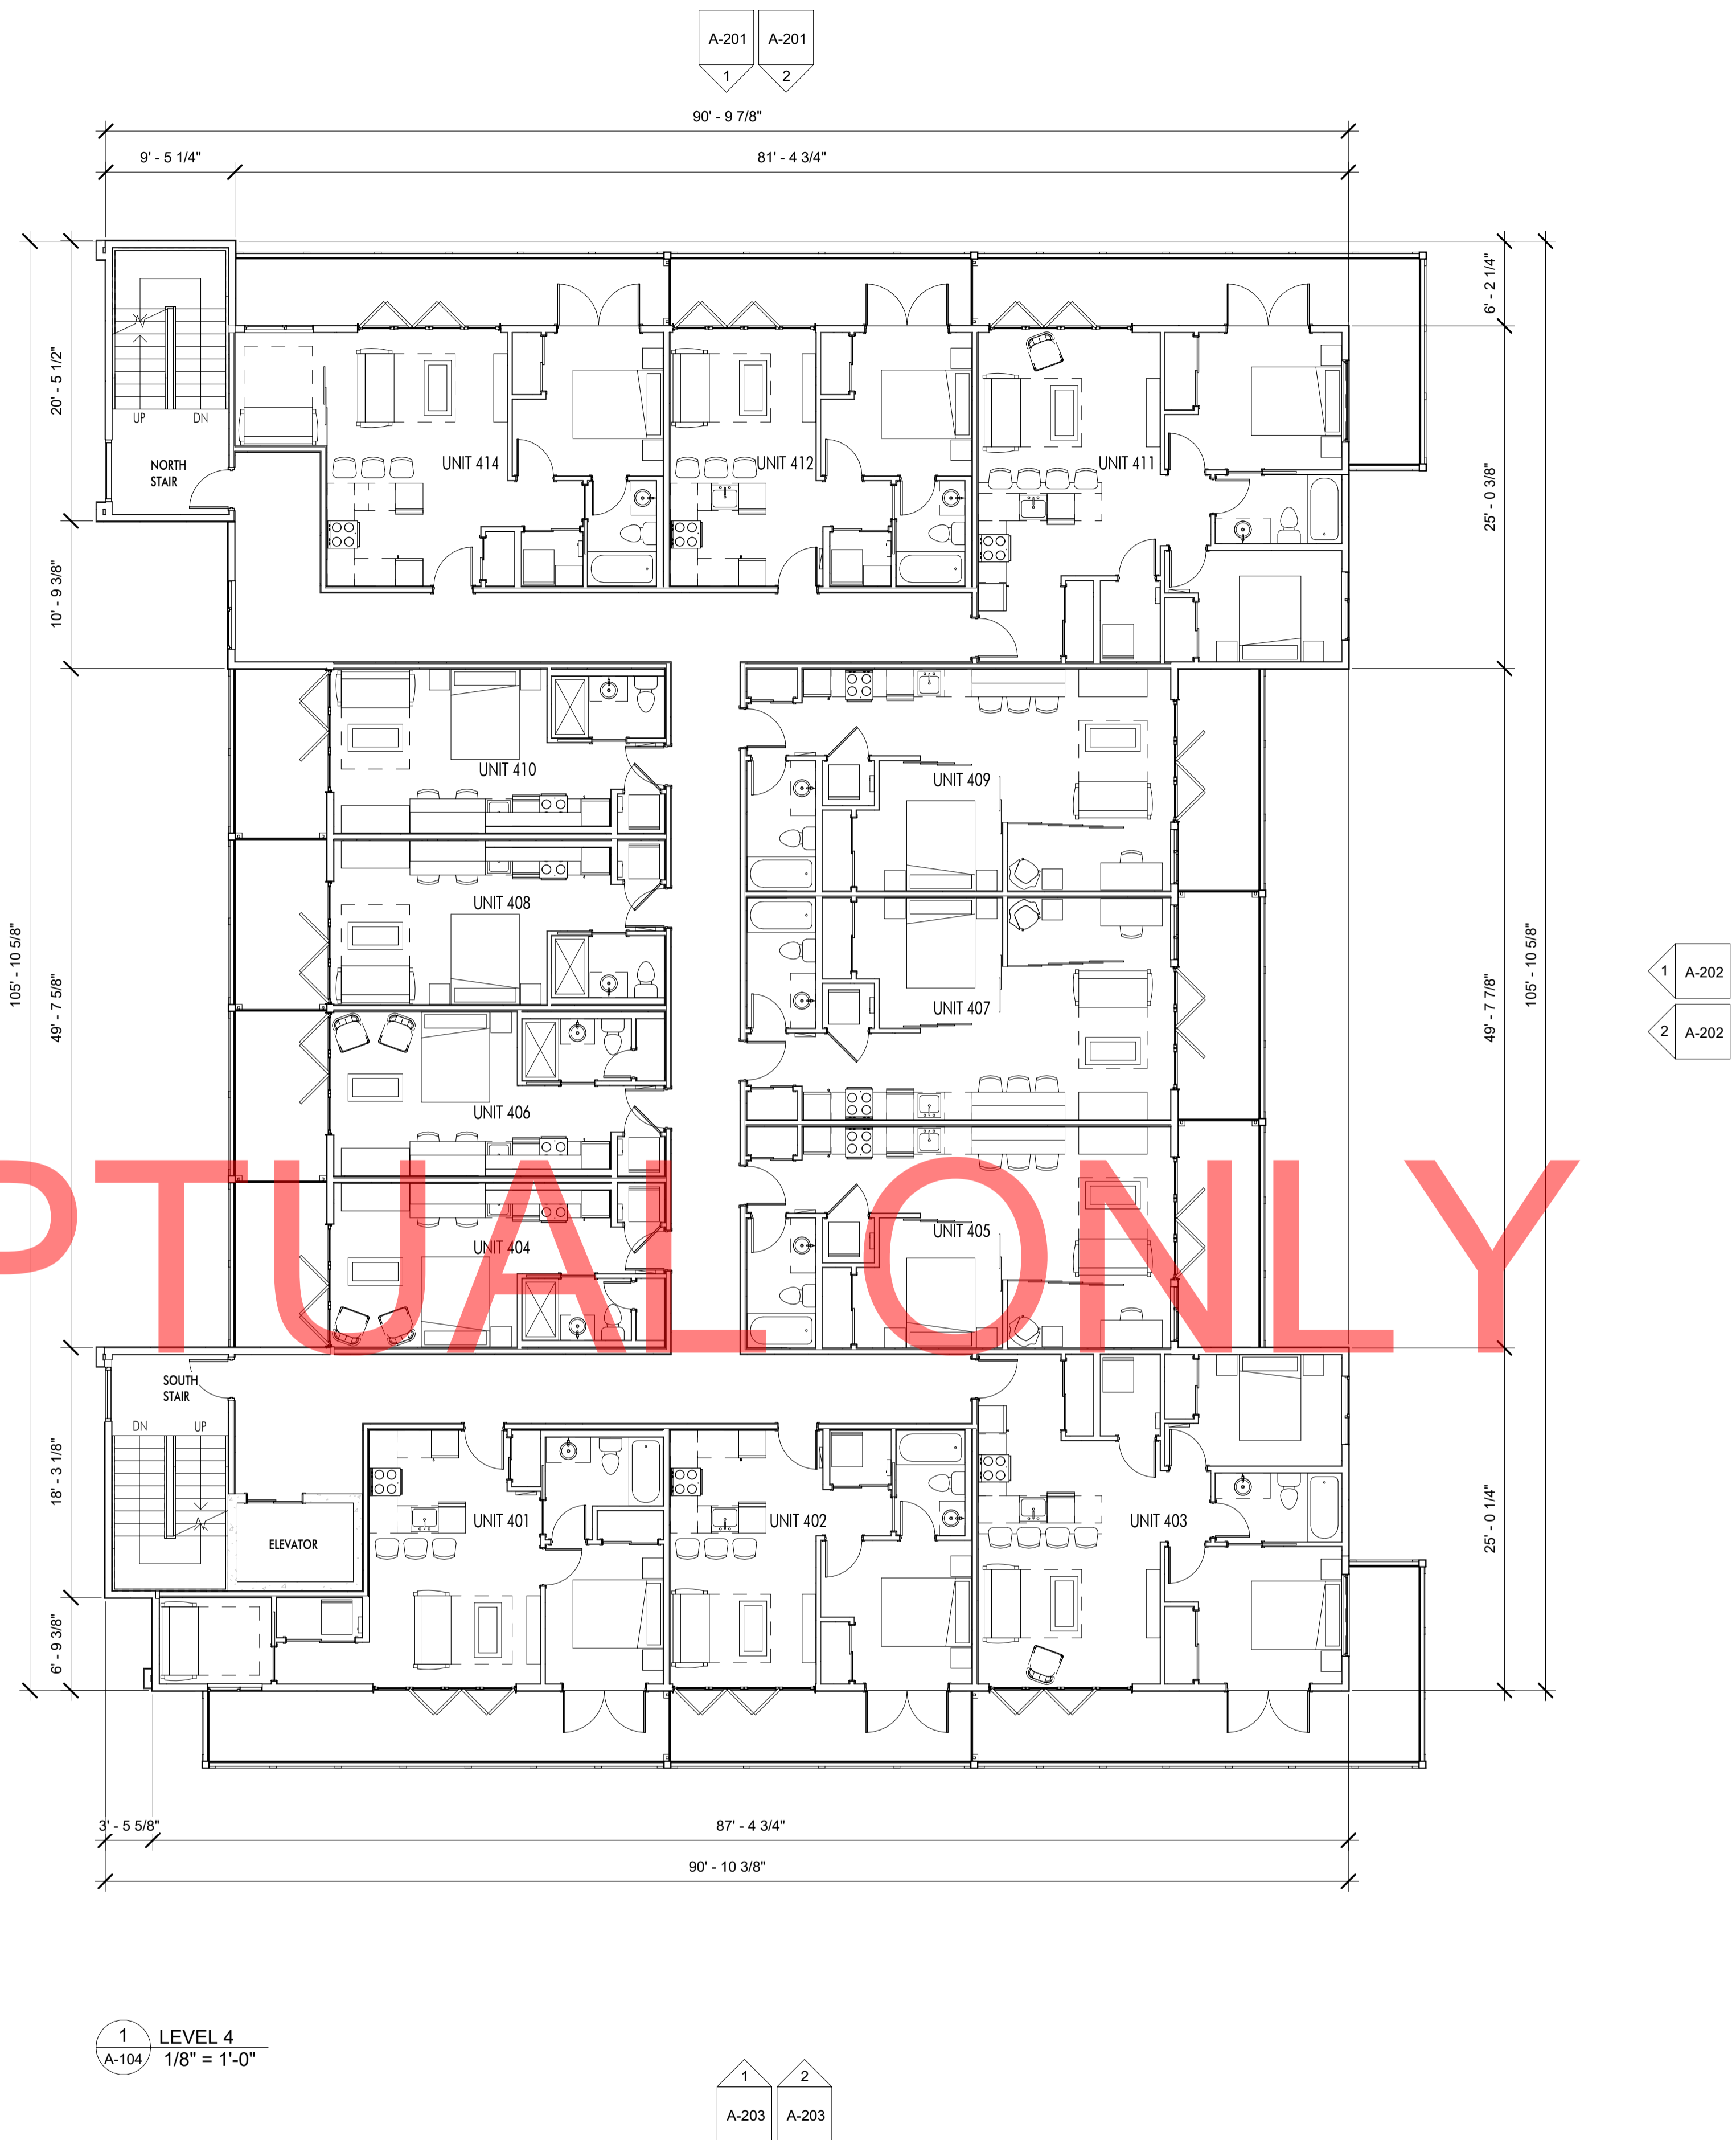 A-201 A-201
1 2
90' - 9 7/8"
9' - 5 1/4" 81' - 4 3/4"
6' - 2 1/4"
20' - 5 1/2"
UP DN
NORTH
STAIR
UNIT 414 UNIT 412 UNIT 411
25' - 0 3/8"
10' - 9 3/8"
UNIT 410 UNIT 409
UNIT 408
105' - 10 5/8"
49' - 7 5/8"
UNIT 407
49' - 7 7/8"
105' - 10 5/8"
1 A-202
2 A-202
UNIT 406
UNIT 405
UNIT 404
PTUAL ONLY
SOUTH
STAIR
DN UP
18' - 3 1/8"
ELEVATOR
UNIT 401 UNIT 402 UNIT 403
25' - 0 1/4"
6' - 9 3/8"
3' - 5 5/8" 87' - 4 3/4"
90' - 10 3/8"
1 LEVEL 4
A-104 1/8" = 1'-0"
1 2
A-203 A-203